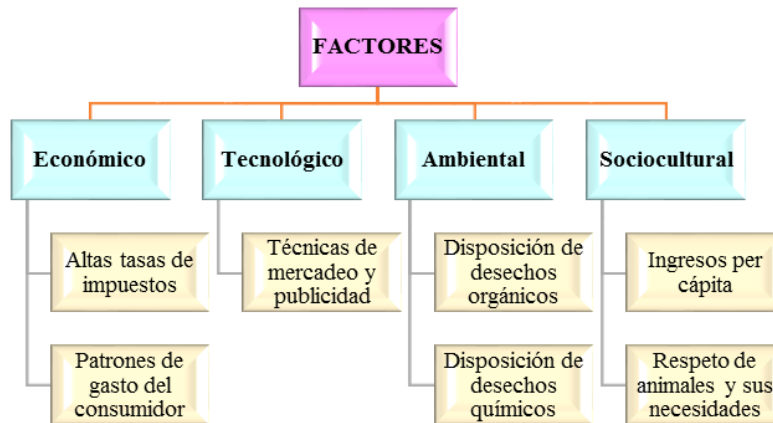 FACTORES
Económico
Tecnológico
Ambiental
Sociocultural
Altas tasas de
impuestos
Patrones de
gasto del
consumidor
Técnicas de
mercadeo y
publicidad
Disposición de
desechos
orgánicos
Disposición de
desechos
químicos
Ingresos per
cápita
Respeto de
animales y sus
necesidades